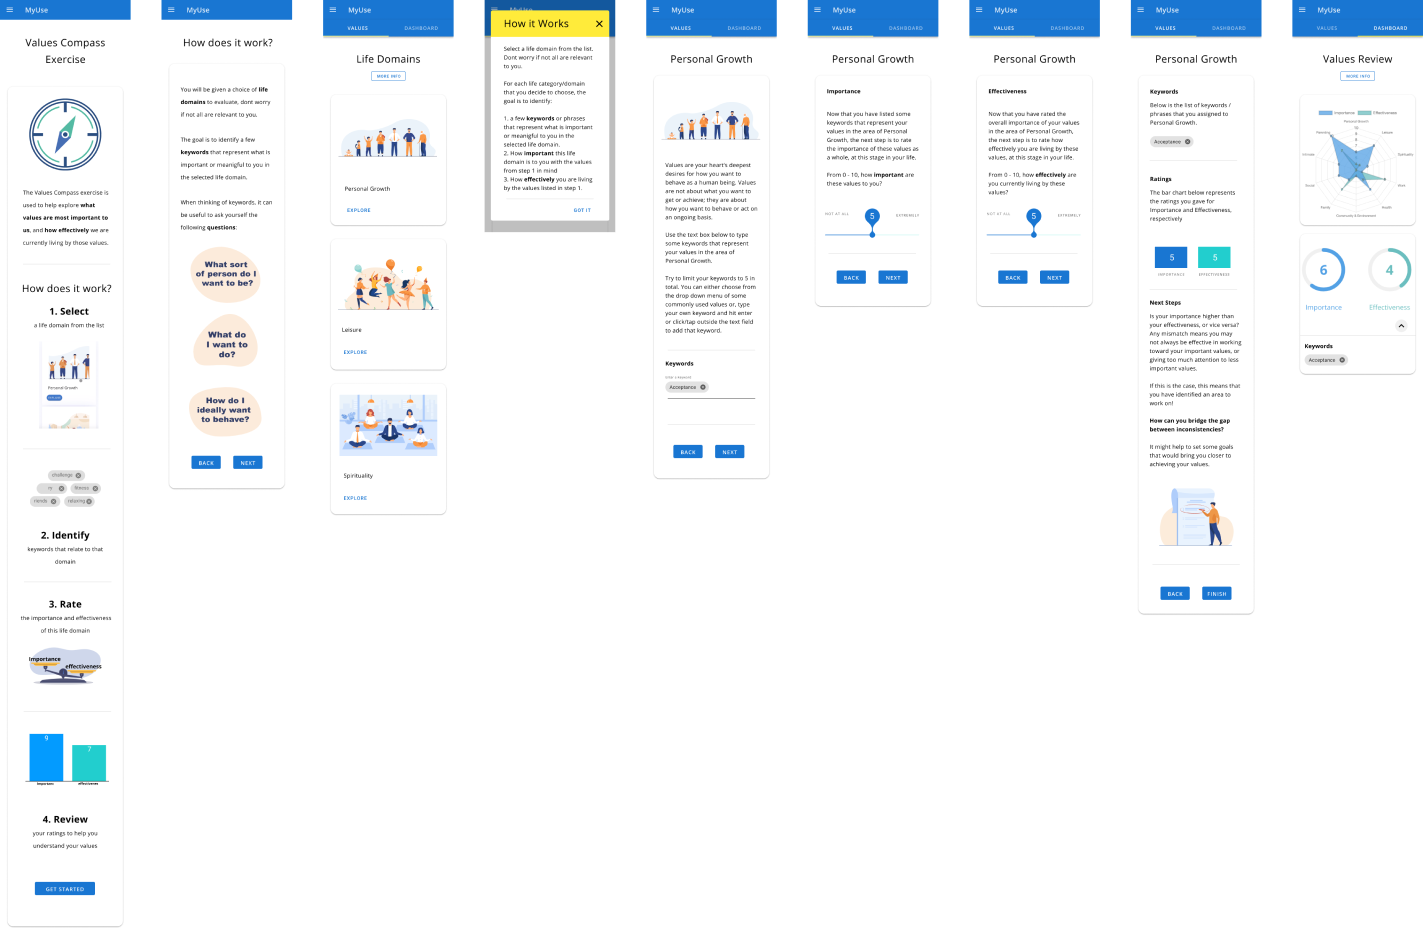 MyUse
Values Compass
Exercise
The Values Compass exercise is
used to help explore what
values are most important to
us, and how effectively we are
currently living by those values.
How does it work?
1. Select
a life domain from the list
Personal Growth
challenge
ry
fitness
riends
relaxing
2. Identify
keywords that relate to that
domain
3. Rate
the importance and effectiveness
of this life domain
Importance
effectiveness
9
7
important
effectiveness
4. Review
your ratings to help you
understand your values
GET STARTED
MyUse
How does it work?
You will be given a choice of life
domains to evaluate, dont worry
if not all are relevant to you.
The goal is to identify a few
keywords that represent what is
important or meanigful to you in
the selected life domain.
When thinking of keywords, it can
be useful to ask yourself the
following questions:
What sort
of person do I
want to be?
What do
I want to
do?
How do I
ideally want
to behave?
BACK
NEXT
MyUse
VALUES
DASHBOARD
Life Domains
MORE INFO
Personal Growth
EXPLORE
Leisure
EXPLORE
Spirituality
EXPLORE
MyUse
How it Works
Select a life domain from the list.
Dont worry if not all are relevant
to you.
For each life category/domain
that you decide to choose, the
goal is to identify:
1. a few keywords or phrases
that represent what is important
or meanigful to you in the
selected life domain.
2. How important this life
domain is to you with the values
from step 1 in mind
3. How effectively you are living
by the values listed in step 1.
GOT IT
MyUse
VALUES
DASHBOARD
Personal Growth
Values are your heart's deepest
desires for how you want to
behave as a human being. Values
are not about what you want to
get or achieve; they are about
how you want to behave or act on
an ongoing basis.
Use the text box below to type
some keywords that represent
your values in the area of
Personal Growth.
Try to limit your keywords to 5 in
total. You can either choose from
the drop down menu of some
commonly used values or, type
your own keyword and hit enter
or click/tap outside the text field
to add that keyword.
Keywords
Enter a keyword
Acceptance
BACK
NEXT
MyUse
VALUES
DASHBOARD
Personal Growth
Importance
Now that you have listed some
keywords that represent your
values in the area of Personal
Growth, the next step is to rate
the importance of these values as
a whole, at this stage in your life.
From 0 - 10, how important are
these values to you?
NOT AT ALL
5
EXTREMELY
BACK
NEXT
MyUse
VALUES
DASHBOARD
Personal Growth
Effectiveness
Now that you have rated the
overall importance of your values
in the area of Personal Growth,
the next step is to rate how
effectively you are living by these
values, at this stage in your life.
From 0 - 10, how effectively are
you currently living by these
values?
NOT AT ALL
5
EXTREMELY
BACK
NEXT
MyUse
VALUES
DASHBOARD
Personal Growth
Keywords
Below is the list of keywords /
phrases that you assigned to
Personal Growth.
Acceptance
Ratings
The bar chart below represents
the ratings you gave for
Importance and Effectiveness,
respectively
5
5
IMPORTANCE
EFFECTIVENESS
Next Steps
Is your importance higher than
your effectiveness, or vice versa?
Any mismatch means you may
not always be effective in working
toward your important values, or
giving too much attention to less
important values.
If this is the case, this means that
you have identified an area to
work on!
How can you bridge the gap
between inconsistencies?
It might help to set some goals
that would bring you closer to
achieving your values.
BACK
FINISH
MyUse
VALUES
DASHBOARD
Values Review
MORE INFO
Importance
Effectiveness
Personal Growth
Leisure
Spirituality
Work
Health
Community & Environment
Family
Social
Intimate
Parenting
6
Importance
4
Effectiveness
Keywords
Acceptance